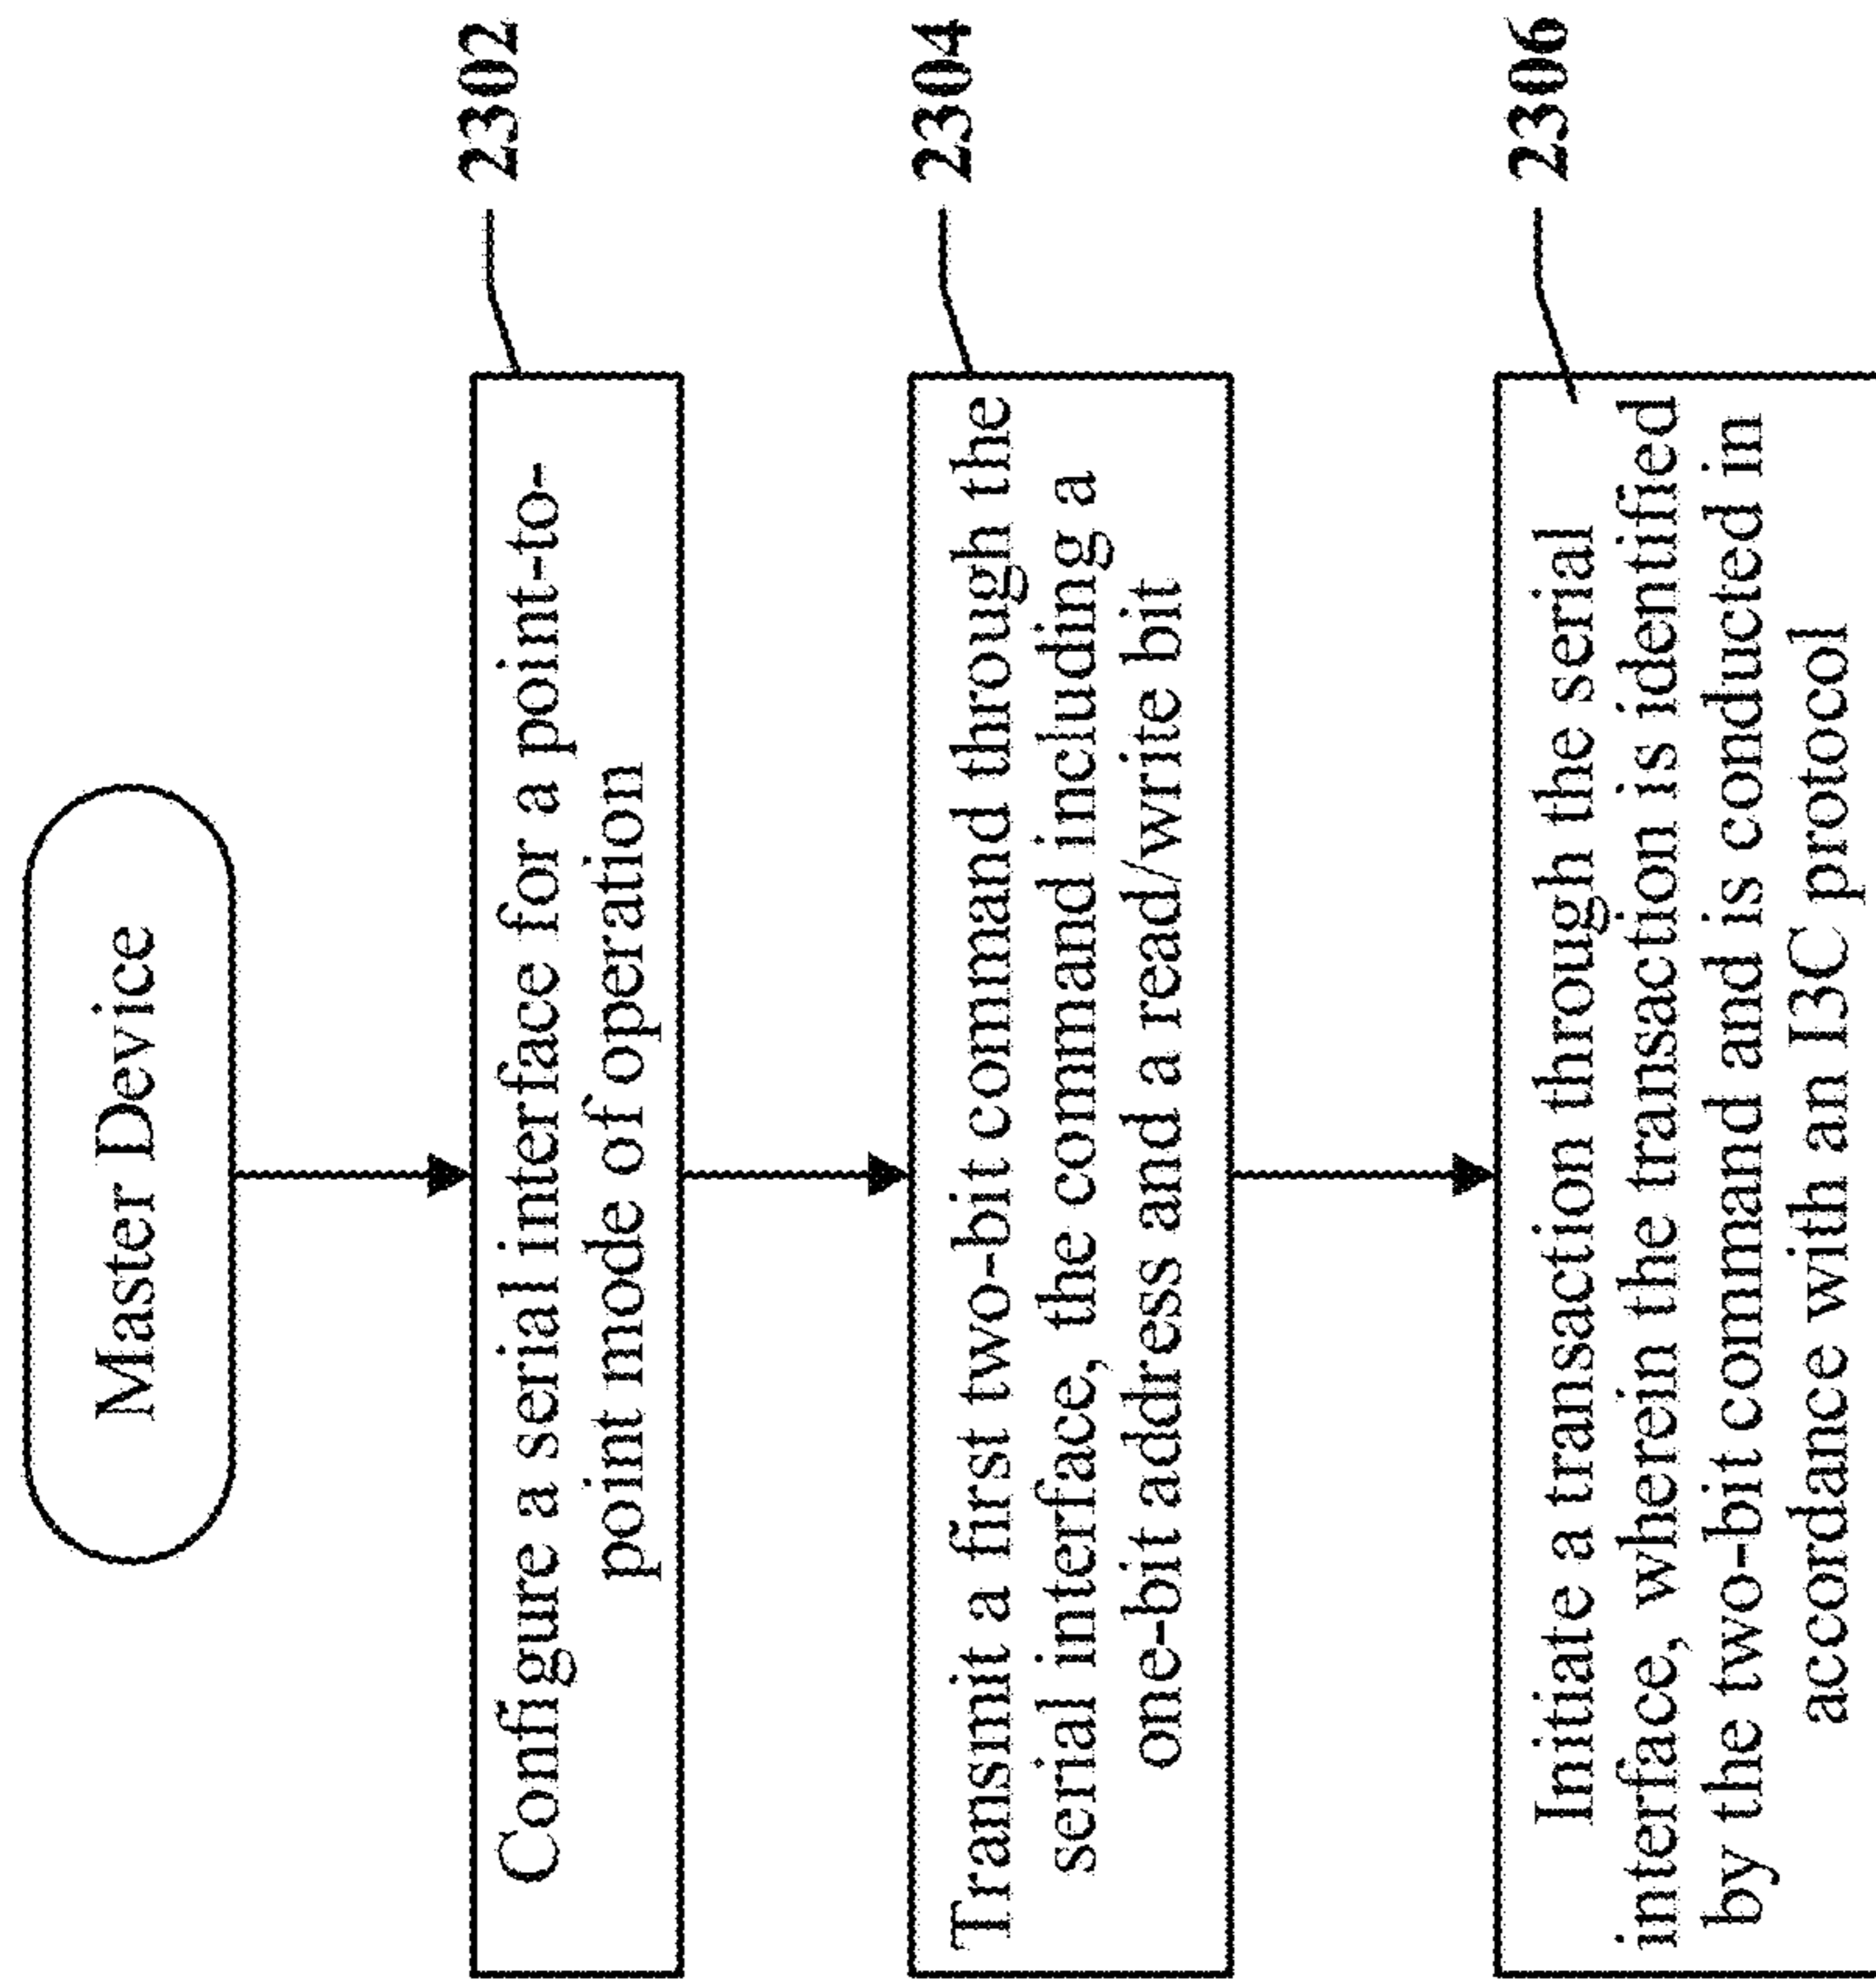 Master Device
2302
Configure a serial interface for a point-to-
point mode of operation
2304
Transmit a first two-bit command through the
serial interface, the command including a
one-bit address and a read/write bit
2306
Initiate a transaction through the serial
interface, wherein the transaction is identified
by the two-bit command and is conducted in
accordance with an I3C protocol